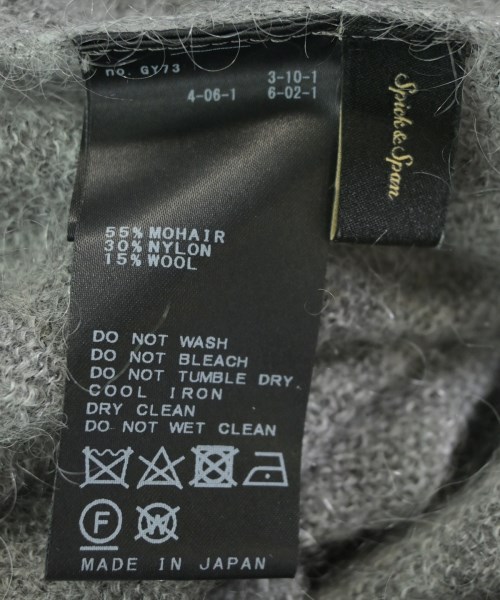 no. GY73
3-10-1
4-06-1 6-02-1
Spick & Span
55% MOHAIR
30% NYLON
15% WOOL
DO NOT WASH
DO NOT BLEACH
DO NOT TUMBLE DRY.
COOL IRON
DRY CLEAN
DO NOT WET CLEAN
F W
MADE IN JAPAN